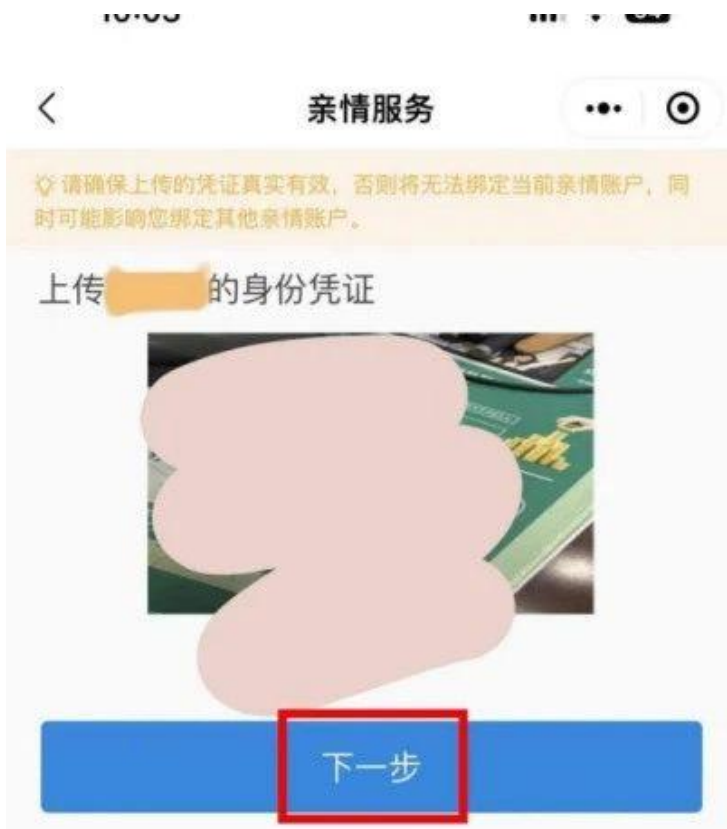 亲情服务
请确保上传的凭证真实有效，否则将无法绑定当前亲情账户，同
时可能影响您绑定其他亲情账户。
上传 的身份凭证
下一步